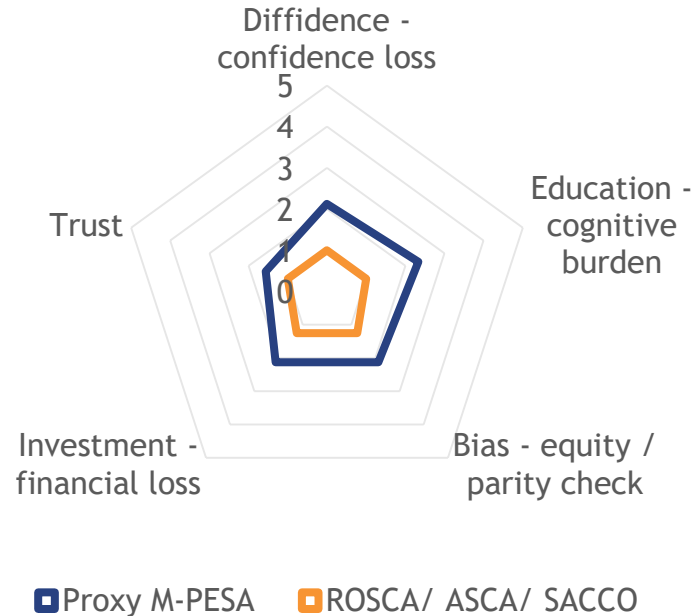 Diffidence -
confidence loss
5
4
3
2
1
0
Education -
cognitive
burden
Trust
Investment -
financial loss
Bias - equity /
parity check
Proxy M-PESA
ROSCA/ ASCA/ SACCO